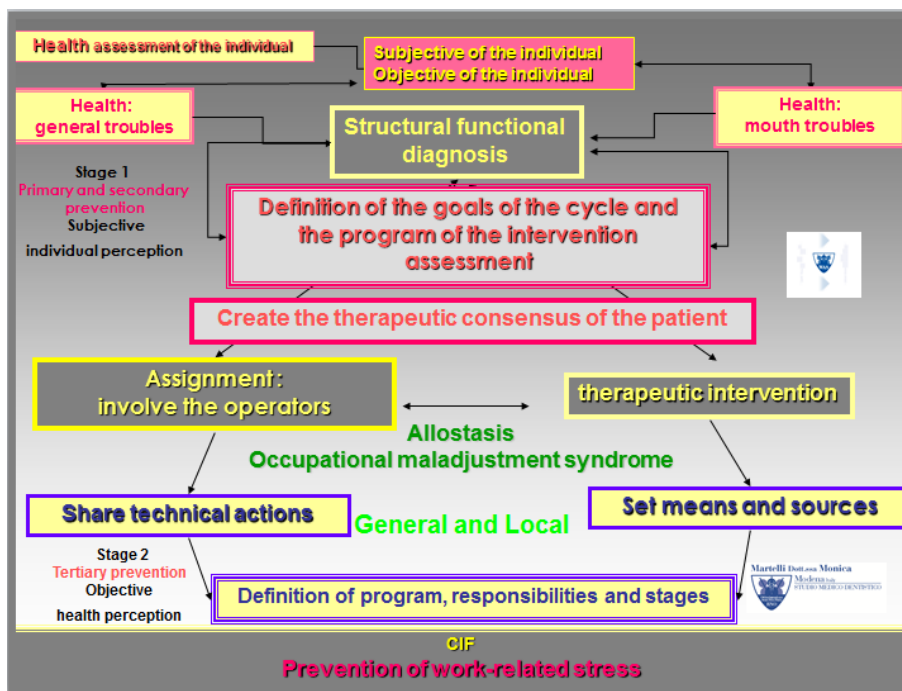 Health assessment of the individual
Subjective of the individual
Objective of the individual
Health:
general troubles
Health:
mouth troubles
Structural functional
diagnosis
Stage 1
Primary and secondary
prevention
Subjective
individual perception
Definition of the goals of the cycle and
the program of the intervention
assessment
Create the therapeutic consensus of the patient
Assignment:
involve the operators
therapeutic intervention
Allostasis
Occupational maladjustment syndrome
Share technical actions
Set means and sources
General and Local
Stage 2
Tertiary prevention
Objective
health perception
Definition of program, responsibilities and stages
Martelli Dott.ssa Monica
Modena Italy
STUDIO MEDICO DENTISTICO
CIF
Prevention of work-related stress